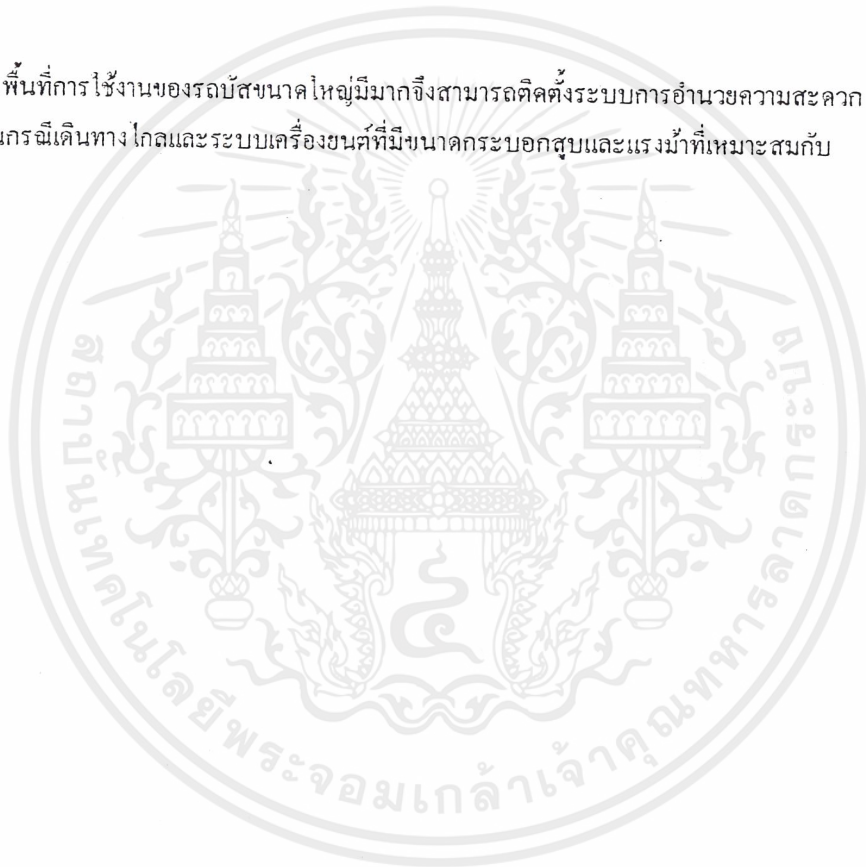 พื้นที่การใช้งานของรถบัสขนาดใหญ่มีมากจึงสามารถติดตั้งระบบการอำนวยความสะดวก
นกรณีเดินทางไกลและระบบเครื่องยนต์ที่มีขนาดกระบอกสูบและแรงม้าที่เหมาะสมกับ
สถาบันเทคโนโลยีพระจอมเกล้าเจ้าคุณทหารลาดกระบัง